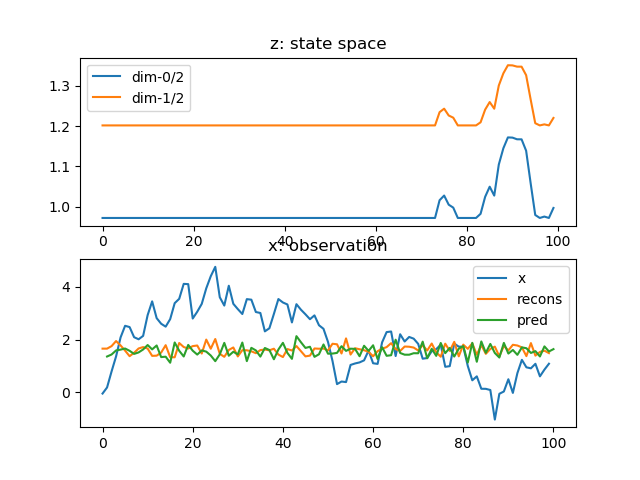 z: state space
dim-0/2
dim-1/2
1.3
1.2
1.1
1.0
0 20 40 60 80 100
x: observation
x
recons
pred
4
2
0
0 20 40 60 80 100